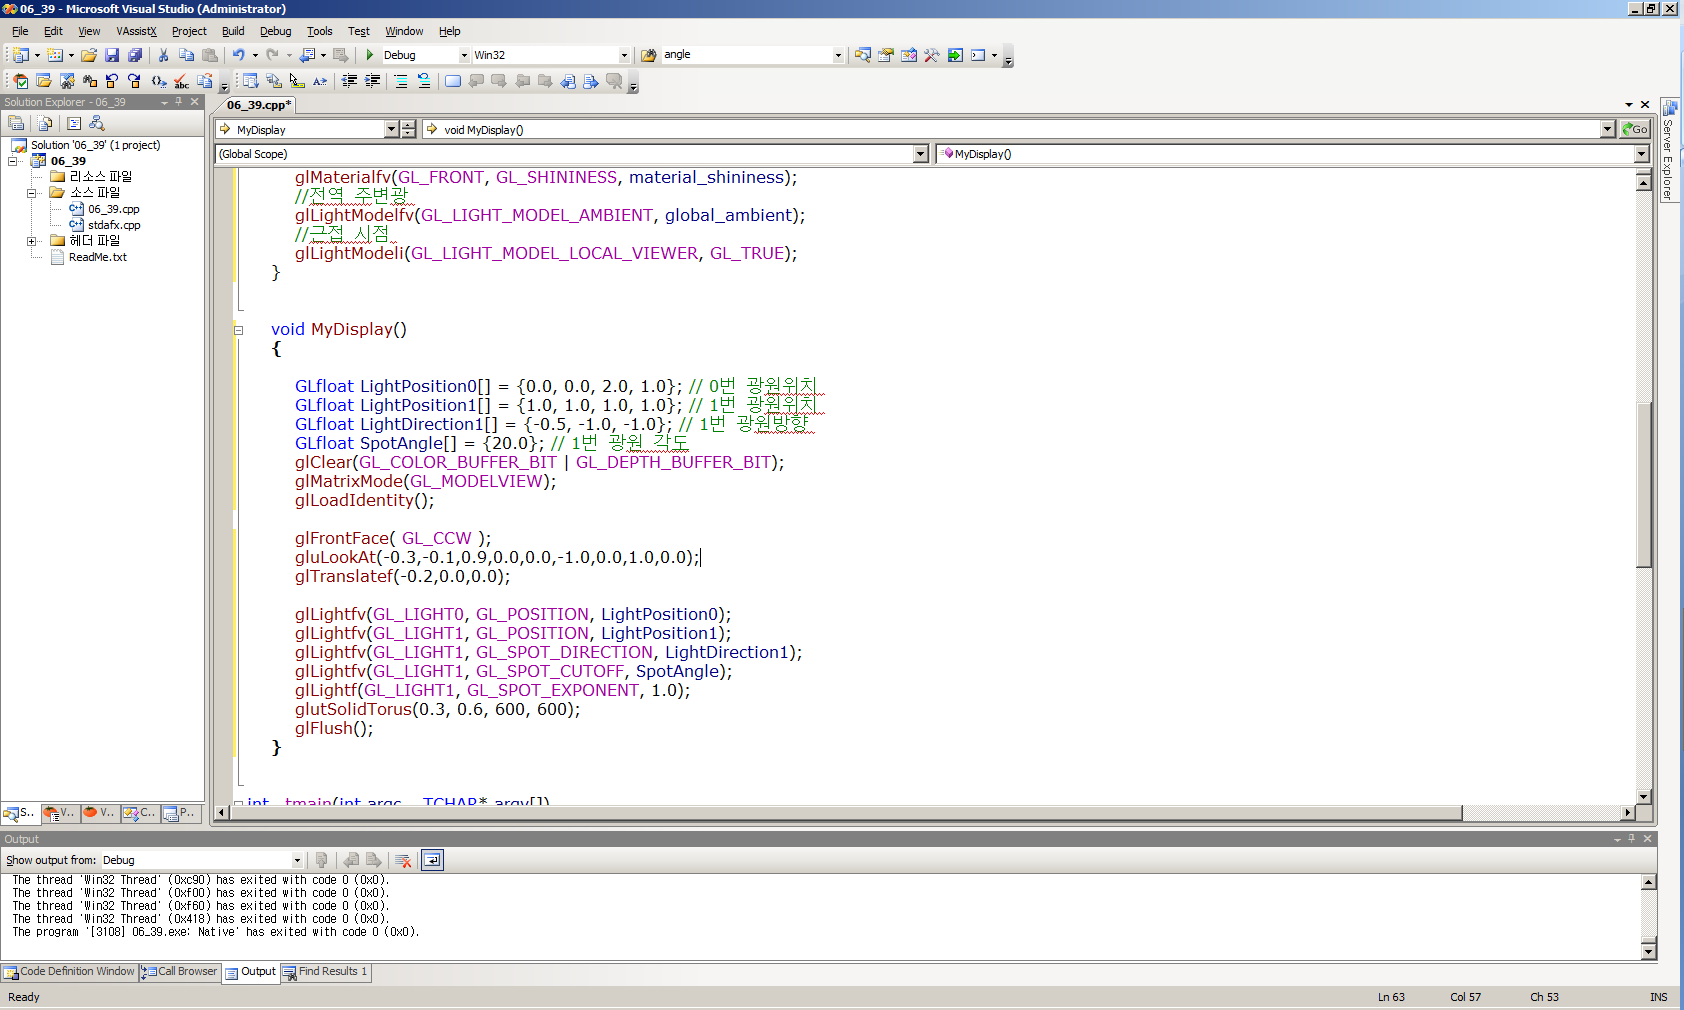 06_39 - Microsoft Visual Studio (Administrator)
File Edit View VAssistX Project Build Debug Tools Test Window Help
Debug Win32 angle
Solution Explorer - 06_39
06_39.cpp*
MyDisplay void MyDisplay() Go
(Global Scope) MyDisplay()
Server Explorer
Solution '06_39' (1 project)
06_39
리소스 파일
소스 파일
06_39.cpp
stdafx.cpp
헤더 파일
ReadMe.txt
glMaterialfv(GL_FRONT, GL_SHININESS, material_shininess);
//전역 주변광
glLightModelfv(GL_LIGHT_MODEL_AMBIENT, global_ambient);
//근접 시점
glLightModeli(GL_LIGHT_MODEL_LOCAL_VIEWER, GL_TRUE);
}
void MyDisplay()
{
GLfloat LightPosition0[] = {0.0, 0.0, 2.0, 1.0}; // 0번 광원위치
GLfloat LightPosition1[] = {1.0, 1.0, 1.0, 1.0}; // 1번 광원위치
GLfloat LightDirection1[] = {-0.5, -1.0, -1.0}; // 1번 광원방향
GLfloat SpotAngle[] = {20.0}; // 1번 광원 각도
glClear(GL_COLOR_BUFFER_BIT | GL_DEPTH_BUFFER_BIT);
glMatrixMode(GL_MODELVIEW);
glLoadIdentity();
glFrontFace( GL_CCW );
gluLookAt(-0.3,-0.1,0.9,0.0,0.0,-1.0,0.0,1.0,0.0);
glTranslatef(-0.2,0.0,0.0);
glLightfv(GL_LIGHT0, GL_POSITION, LightPosition0);
glLightfv(GL_LIGHT1, GL_POSITION, LightPosition1);
glLightfv(GL_LIGHT1, GL_SPOT_DIRECTION, LightDirection1);
glLightfv(GL_LIGHT1, GL_SPOT_CUTOFF, SpotAngle);
glLightf(GL_LIGHT1, GL_SPOT_EXPONENT, 1.0);
glutSolidTorus(0.3, 0.6, 600, 600);
glFlush();
}
int _tmain(int argc, _TCHAR* argv[])
S.. V.. V.. C.. P..
Output
Show output from: Debug
The thread 'Win32 Thread' (0xc90) has exited with code 0 (0x0).
The thread 'Win32 Thread' (0xf00) has exited with code 0 (0x0).
The thread 'Win32 Thread' (0xf60) has exited with code 0 (0x0).
The thread 'Win32 Thread' (0x418) has exited with code 0 (0x0).
The program '[3108] 06_39.exe: Native' has exited with code 0 (0x0).
Code Definition Window Call Browser Output Find Results 1
Ready Ln 63 Col 57 Ch 53 INS